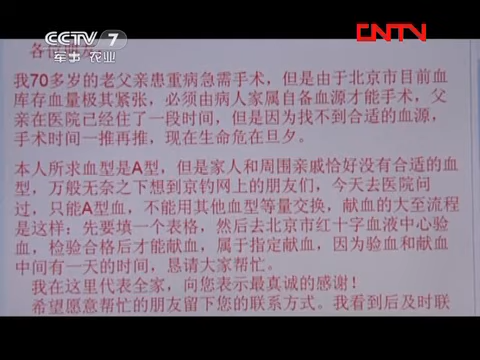 CCTV 7
军事·农业
CNTV
我70多岁的老父亲患重病急需手术，但是由于北京市目前血
库存血量极其紧张，必须由病人家属自备血源才能手术，父
亲在医院已经住了一段时间，但是因为找不到合适的血源，
手术时间一推再推，现在生命危在旦夕。
本人所求血型是A型，但是家人和周围亲戚恰好没有合适的血
型，万般无奈之下想到京钓网上的朋友们，今天去医院问
过，只能A型血，不能用其他血型等量交换，献血的大至流程
是这样：先要填一个表格，然后去北京市红十字血液中心验
血，检验合格后才能献血，属于指定献血，因为验血和献血
中间有一天的时间，恳请大家帮忙。
我在这里代表全家，向您表示最真诚的感谢！
希望愿意帮忙的朋友留下您的联系方式。我看到后及时联